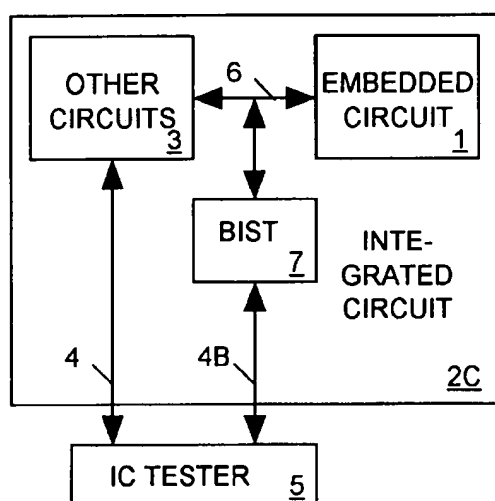 OTHER
CIRCUITS
3
6
EMBEDDED
CIRCUIT
1
BIST
7
INTE-
GRATED
CIRCUIT
4
4B
2C
IC TESTER
5